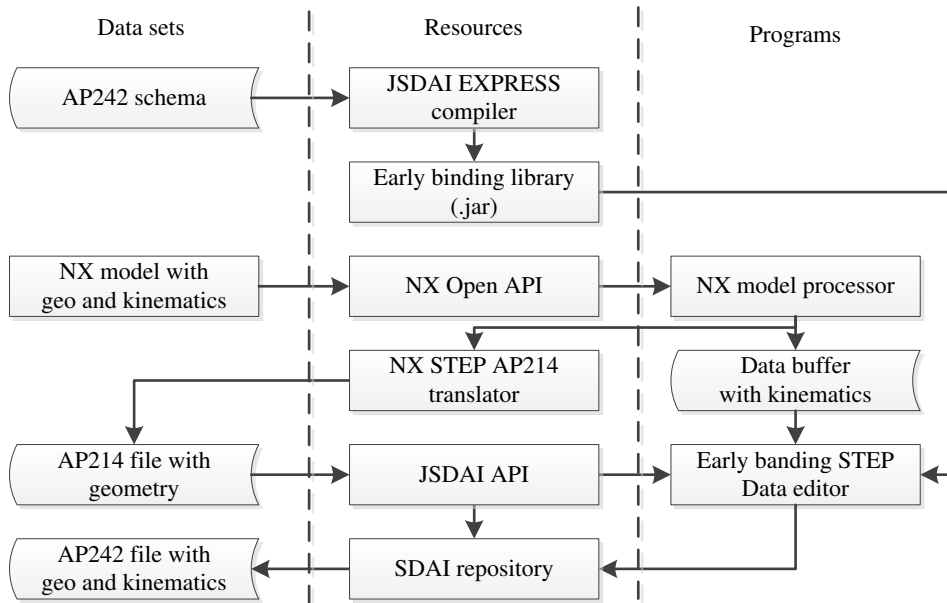 Data sets
Resources
Programs
AP242 schema
JSDAI EXPRESS
compiler
Early binding library
(.jar)
NX model with
geo and kinematics
NX Open API
NX model processor
NX STEP AP214
translator
Data buffer
with kinematics
AP214 file with
geometry
JSDAI API
Early banding STEP
Data editor
AP242 file with
geo and kinematics
SDAI repository